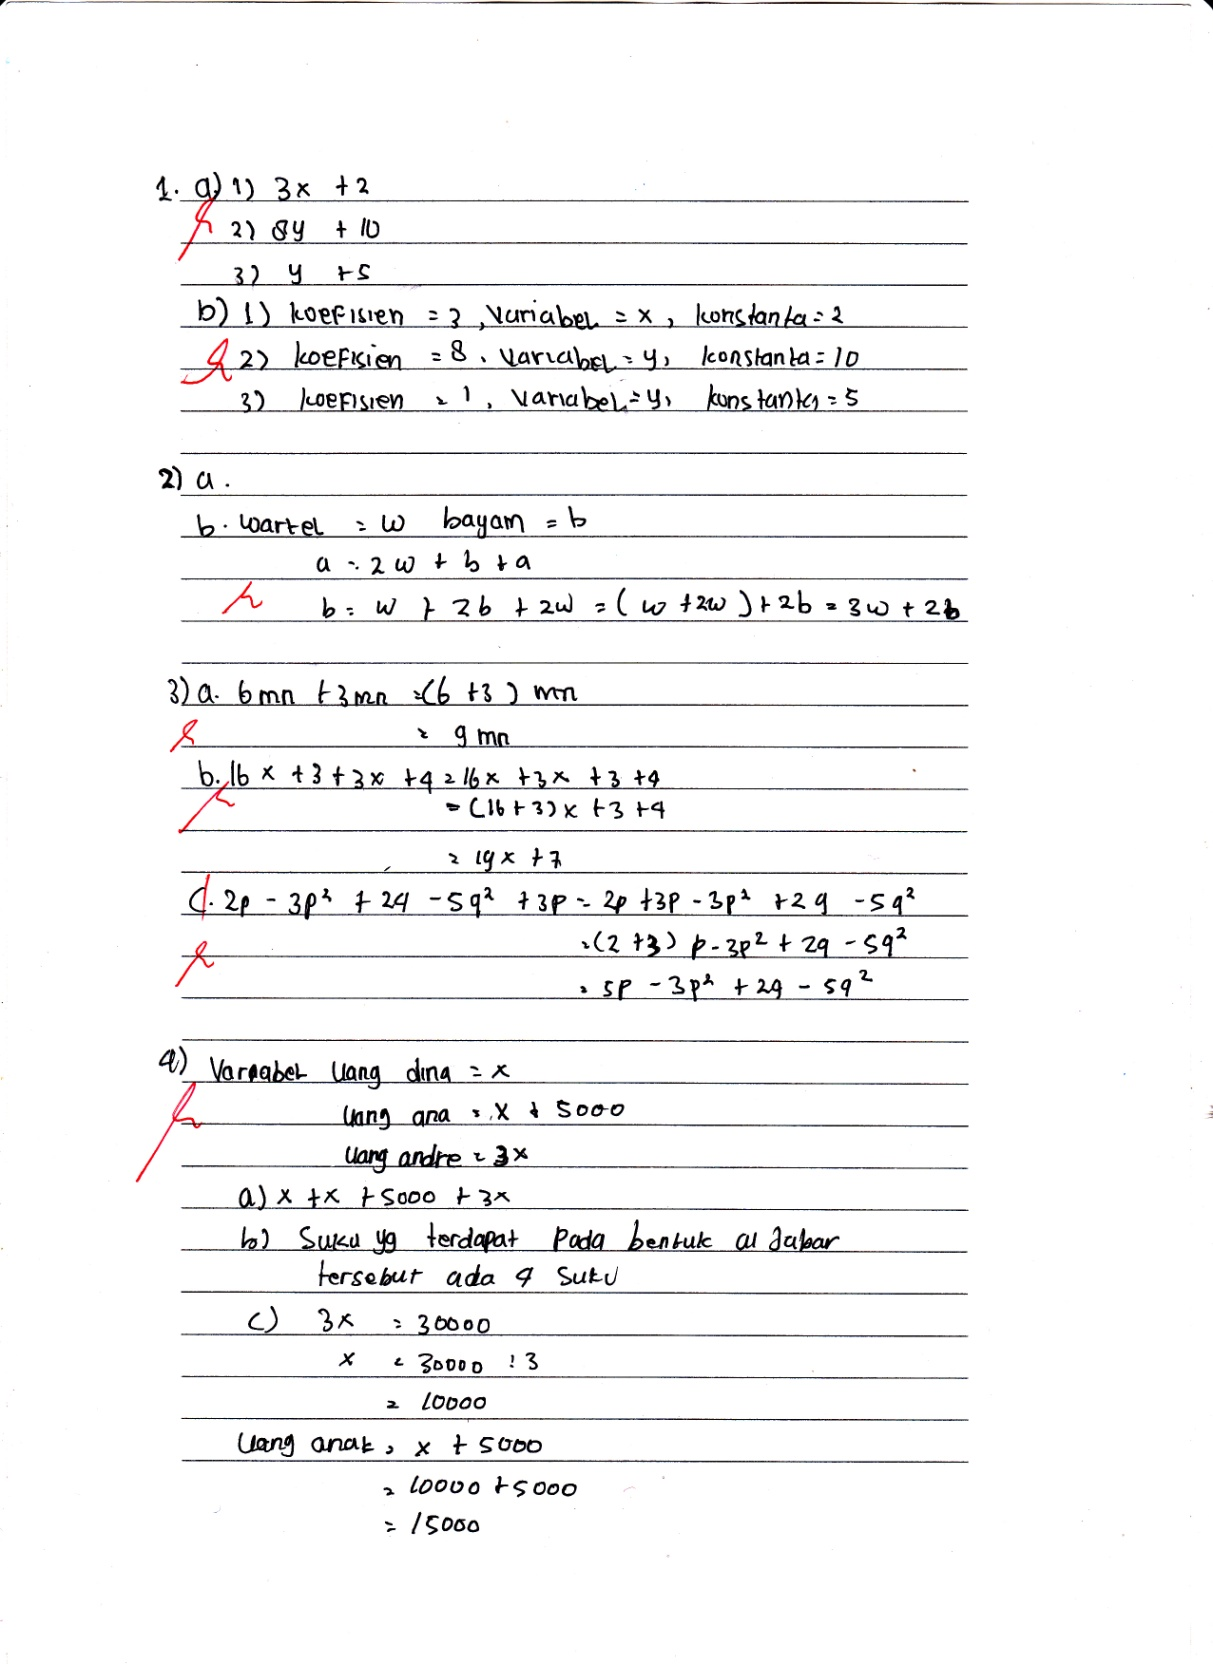 1. a) 1) 3x + 2
2) 8y + 10
3) y + 5
b) 1) koefisien = 3, Variabel = x, konstanta = 2
2) koefisien = 8, variabel = y, konstanta = 10
3) koefisien = 1, variabel = y, konstanta = 5
2) a.
b. wortel = w bayam = b
a = 2w + b + a
b = w + 2b + 2w = (w + 2w) + 2b = 3w + 2b
3) a. 6mn + 3mn = (6 + 3) mn
= 9 mn
b. 16x + 3 + 3x + 4 = 16x + 3x + 3 + 4
= (16 + 3)x + 3 + 4
= 19x + 7
c. 2p - 3p² + 2q - 5q² + 3p = 2p + 3p - 3p² + 2q - 5q²
= (2 + 3) p - 3p² + 2q - 5q²
= 5p - 3p² + 2q - 5q²
4) Variabel Uang dina = x
Uang ana = x + 5000
Uang andre = 3x
a) x + x + 5000 + 3x
b) Suku yg terdapat Pada bentuk al Jabar
tersebut ada 4 suku
c) 3x = 30000
x = 30000 : 3
= 10000
Uang anak = x + 5000
= 10000 + 5000
= 15000